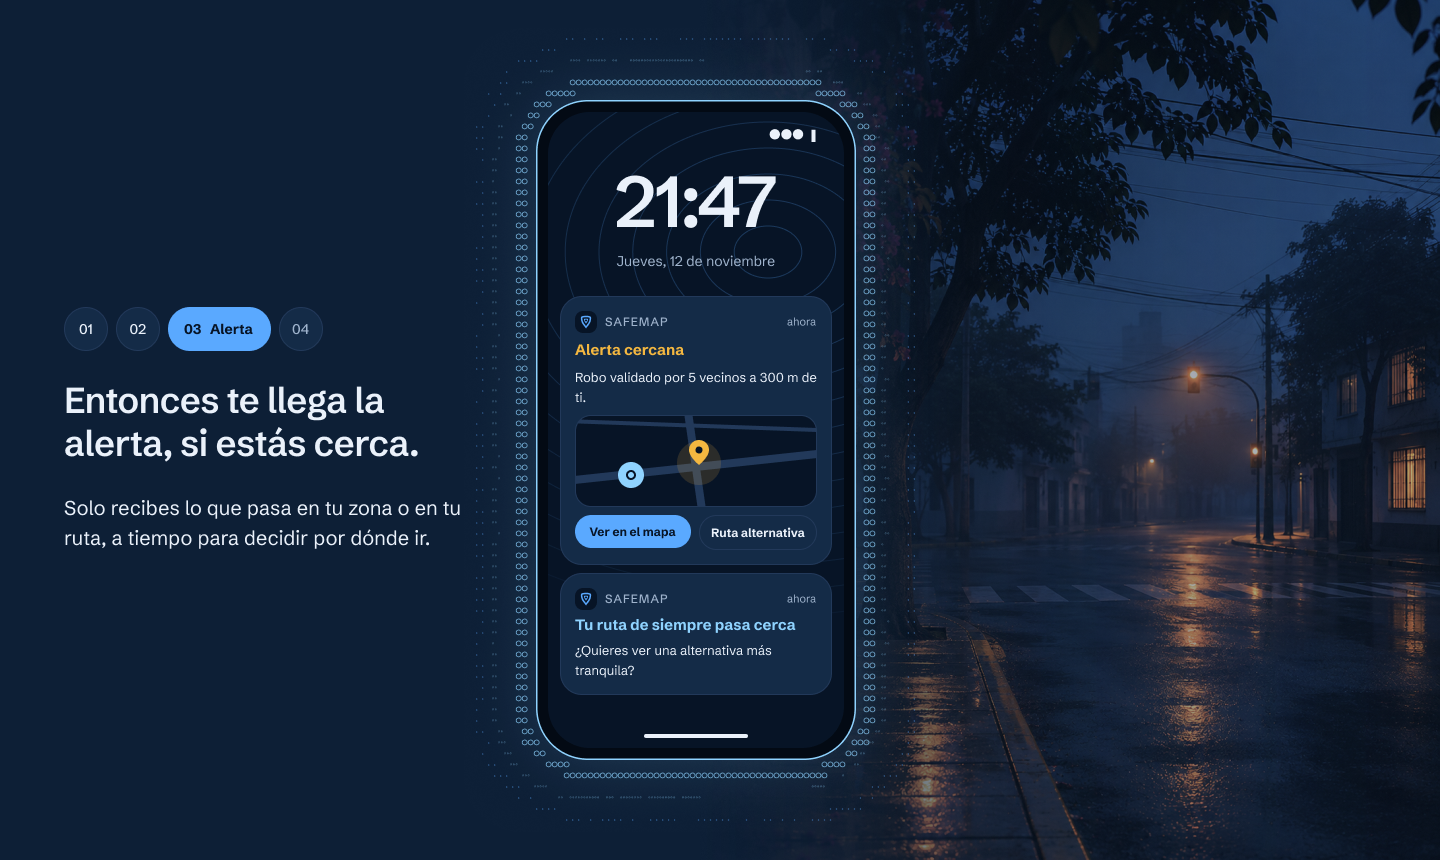 01
02
03 Alerta
04
Entonces te llega la
alerta, si estás cerca.
Solo recibes lo que pasa en tu zona o en tu
ruta, a tiempo para decidir por dónde ir.
21:47
Jueves, 12 de noviembre
SAFEMAP
ahora
Alerta cercana
Robo validado por 5 vecinos a 300 m de
ti.
Ver en el mapa
Ruta alternativa
SAFEMAP
ahora
Tu ruta de siempre pasa cerca
¿Quieres ver una alternativa más
tranquila?